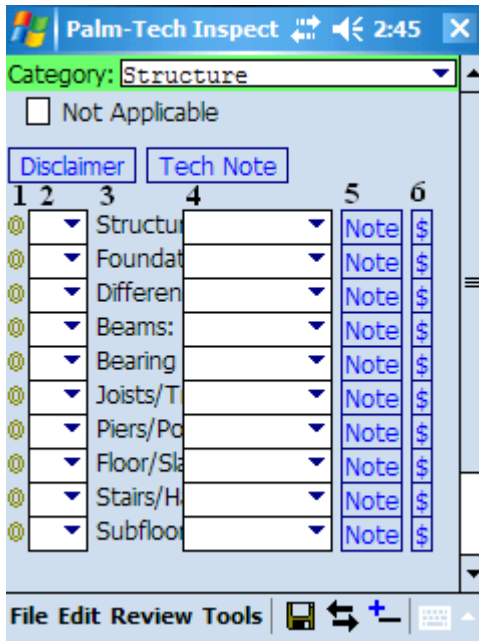 Palm-Tech Inspect 2:45
Category: Structure
Not Applicable
Disclaimer Tech Note
1 2 3 4 5 6
Structur Note $
Foundat Note $
Differen Note $
Beams: Note $
Bearing Note $
Joists/T Note $
Piers/Po Note $
Floor/Sla Note $
Stairs/H Note $
Subfloor Note $
File Edit Review Tools